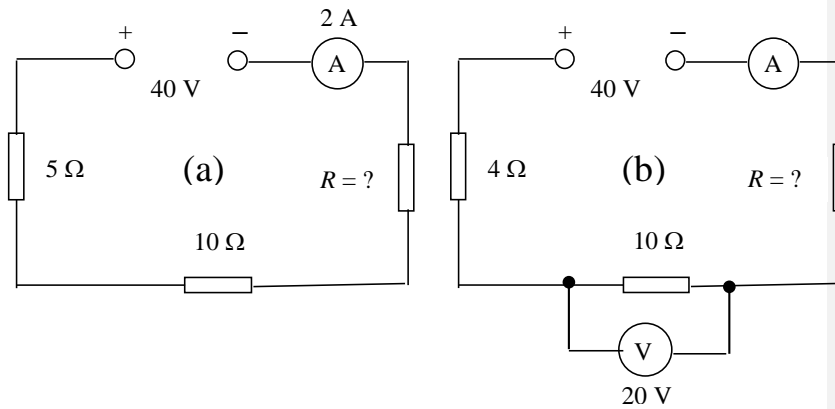 2 A
+ − A + − A
40 V 40 V
5 Ω (a) R = ? 4 Ω (b) R = ?
10 Ω 10 Ω
V
20 V